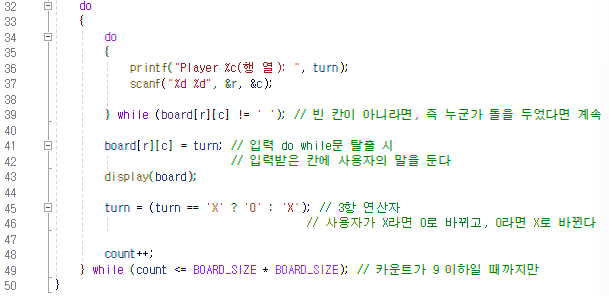 32 do
33 {
34 do
35 {
36 printf("Player %c(행 열): ", turn);
37 scanf("%d %d", &r, &c);
38
39 } while (board[r][c] != ' '); // 빈 칸이 아니라면, 즉 누군가 돌을 두었다면 계속
40
41 board[r][c] = turn; // 입력 do while문 탈출 시
42 // 입력받은 칸에 사용자의 말을 둔다
43 display(board);
44
45 turn = (turn == 'X' ? 'O' : 'X'); // 3항 연산자
46 // 사용자가 X라면 O로 바뀌고, O라면 X로 바뀐다
47
48 count++;
49 } while (count <= BOARD_SIZE * BOARD_SIZE); // 카운트가 9 이하일 때까지만
50 }